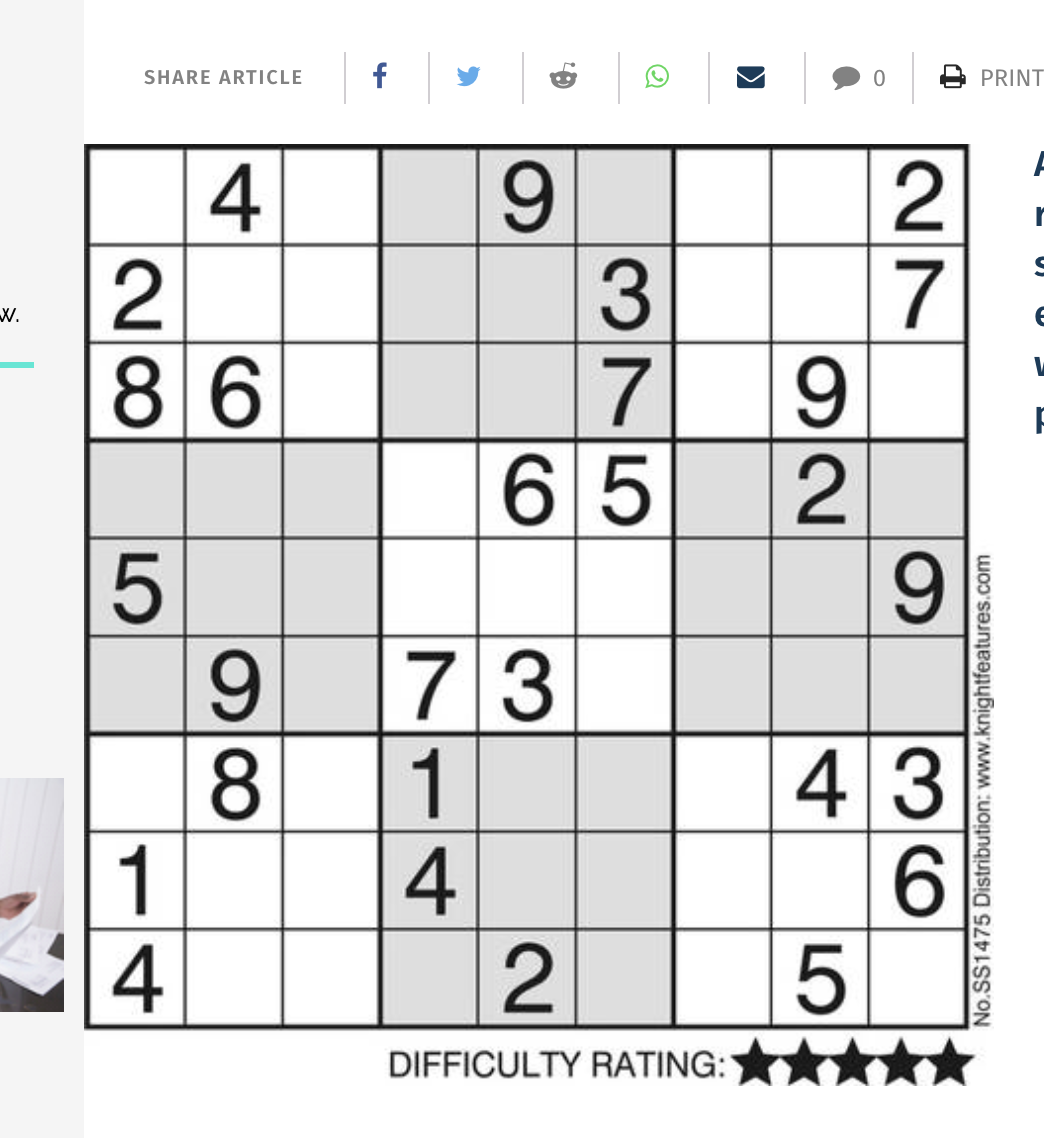 SHARE ARTICLE 0 PRINT
4 9 2
2 3 7
8 6 7 9
6 5 2
5 9
9 7 3
8 1 4 3
1 4 6
4 2 5
No.SS1475 Distribution: www.knightfeatures.com
DIFFICULTY RATING:
w.